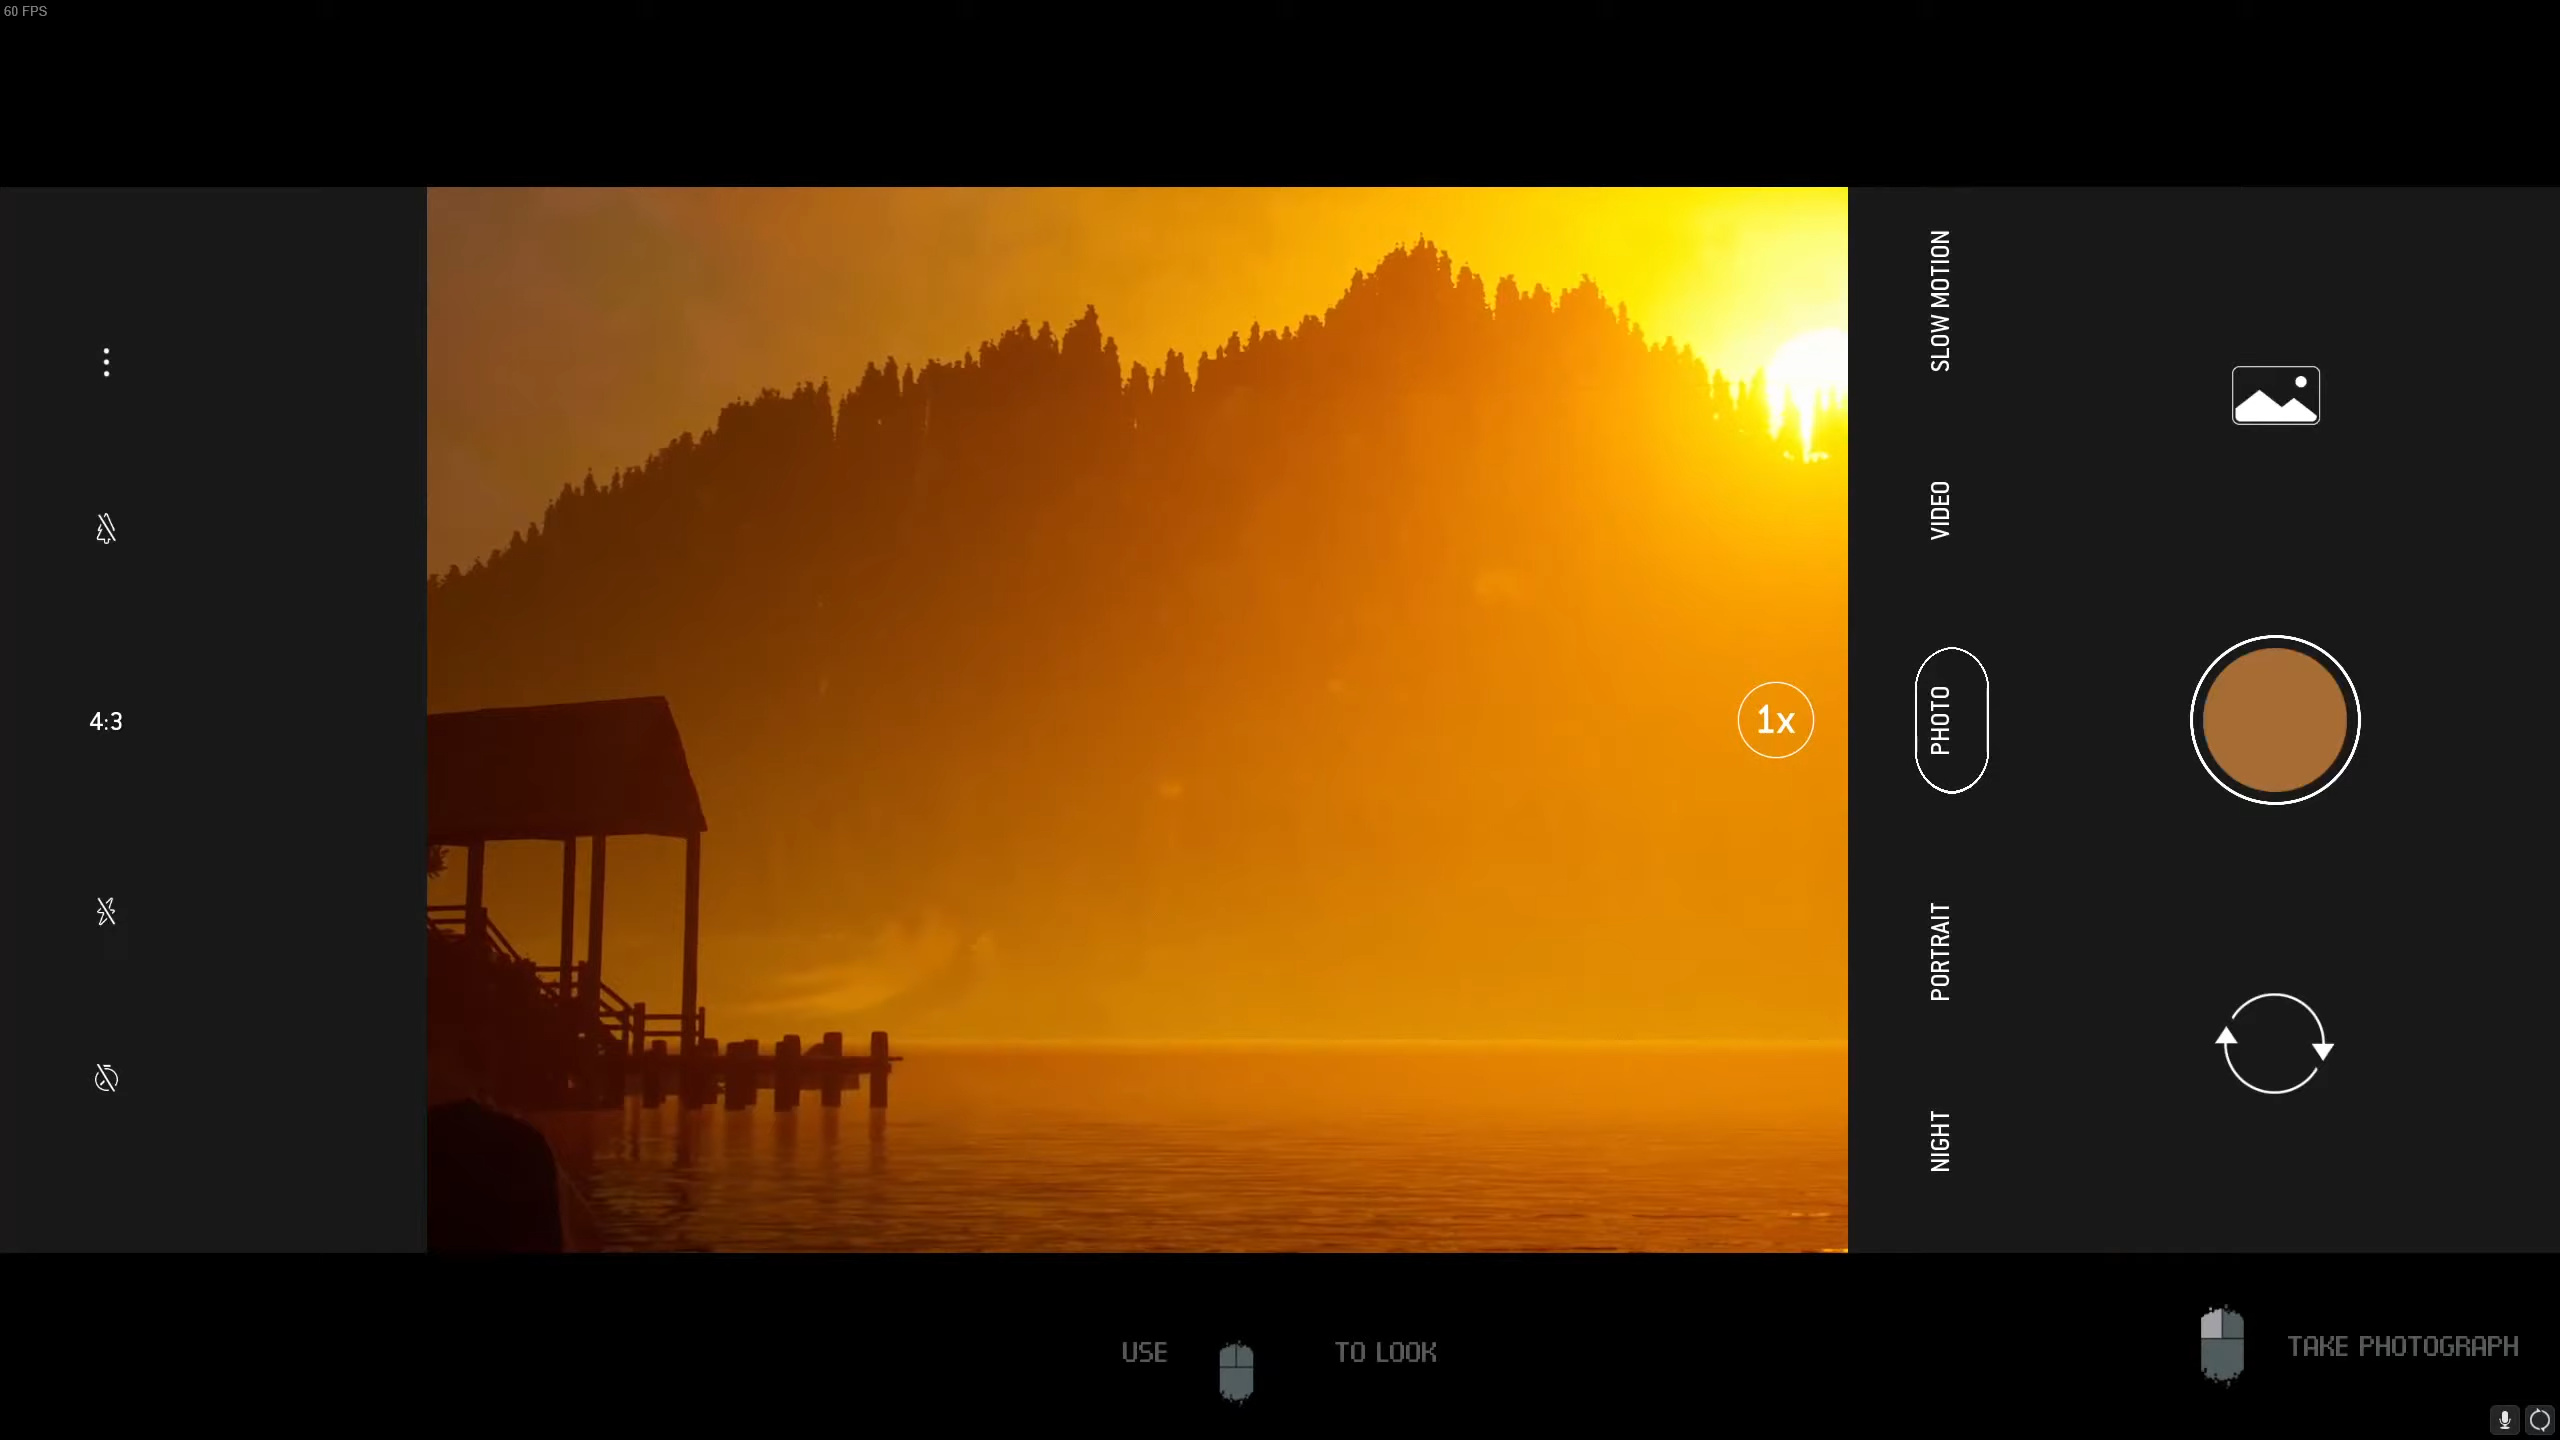 60 FPS
SLOW MOTION
VIDEO
4:3
1x
PHOTO
PORTRAIT
NIGHT
USE TO LOOK
TAKE PHOTOGRAPH